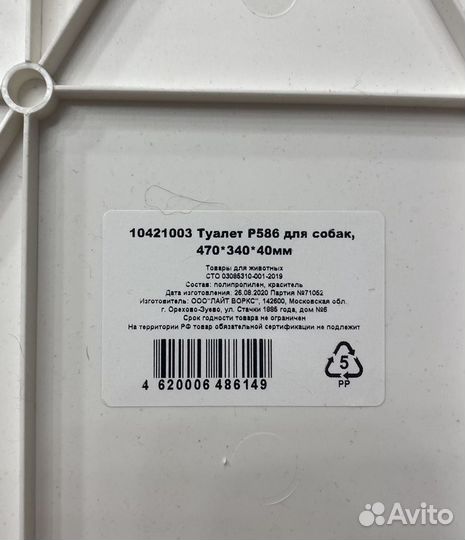 10421003 Туалет P586 для собак,
470*340*40мм
Товары для животных
СТО 03085310-001-2019
Состав: полипропилен, краситель
Дата изготовления: 26.08.2020 Партия №71052
Изготовитель: ООО"ЛАЙТ ВОРКС", 142600, Московская обл.
г. Орехово-Зуево, ул. Стачки 1885 года, дом №6
Срок годности товара не ограничен
На территории РФ товар обязательной сертификации не подлежит
4 620006 486149
5
PP
Avito